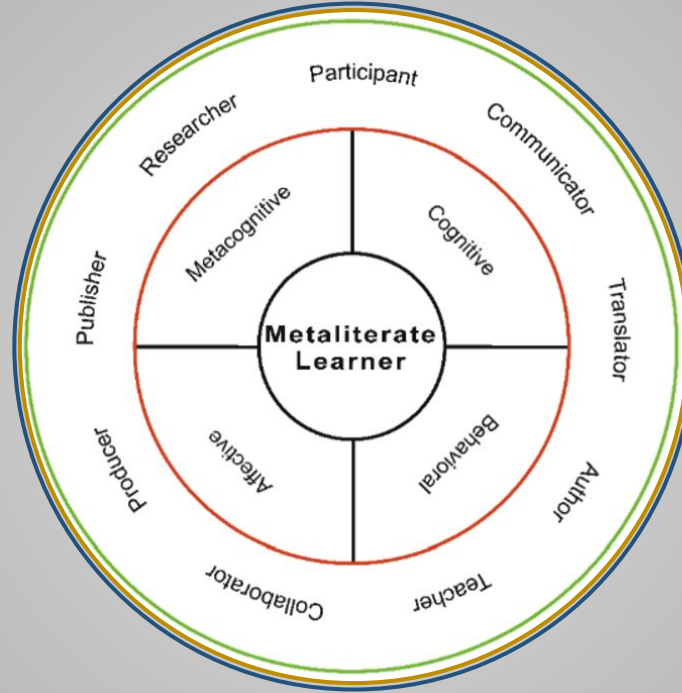 Participant
Communicator
Translator
Author
Teacher
Collaborator
Producer
Publisher
Researcher
Metacognitive
Cognitive
Behavioral
Affective
Metaliterate
Learner